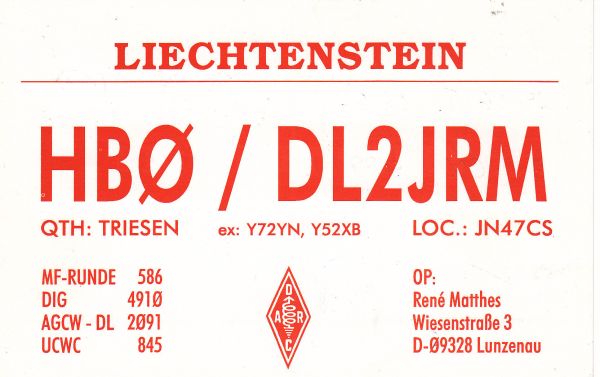 LIECHTENSTEIN
HBØ / DL2JRM
QTH: TRIESEN ex: Y72YN, Y52XB LOC.: JN47CS
MF-RUNDE 586
DIG 491Ø
AGCW - DL 2Ø91
UCWC 845
D
A R
C
OP:
René Matthes
Wiesenstraße 3
D-Ø9328 Lunzenau